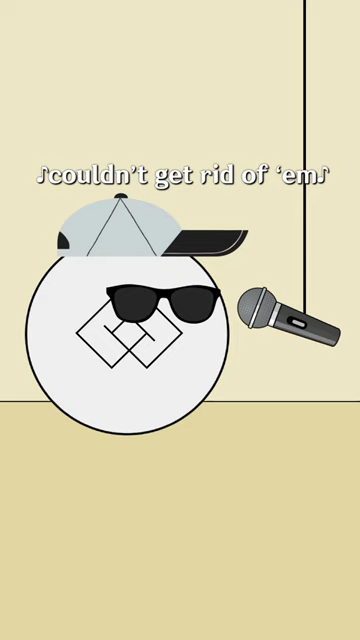 ♪couldn't get rid of 'em♪